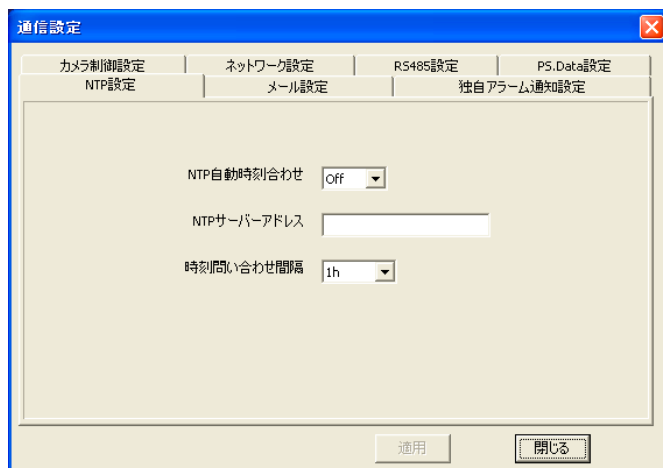 通信設定
カメラ制御設定 ネットワーク設定 RS485設定 PS.Data設定
NTP設定 メール設定 独自アラーム通知設定
NTP自動時刻合わせ Off
NTPサーバーアドレス
時刻問い合わせ間隔 1h
適用 閉じる